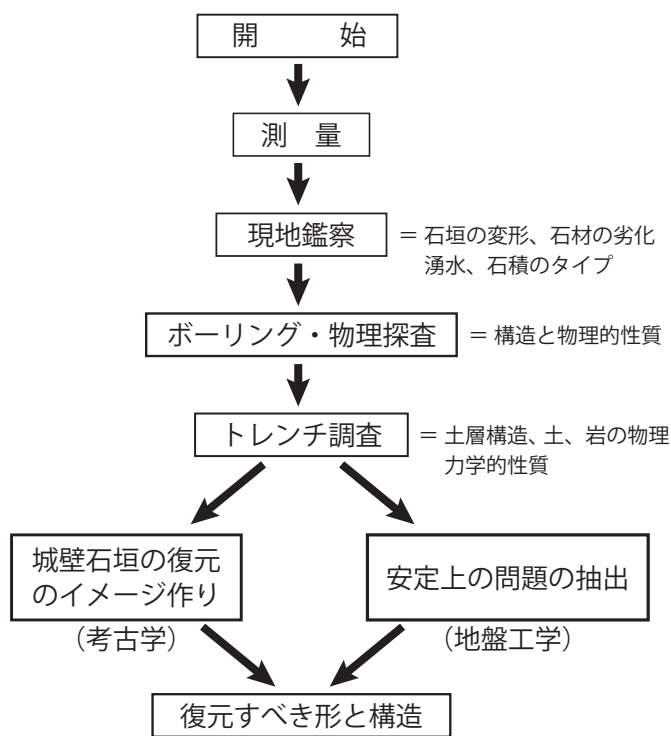 開　始
測　量
現地鑑察
＝ 石垣の変形、石材の劣化
湧水、石積のタイプ
ボーリング・物理探査
＝ 構造と物理的性質
トレンチ調査
＝ 土層構造、土、岩の物理
力学的性質
城壁石垣の復元
のイメージ作り
（考古学）
安定上の問題の抽出
（地盤工学）
復元すべき形と構造